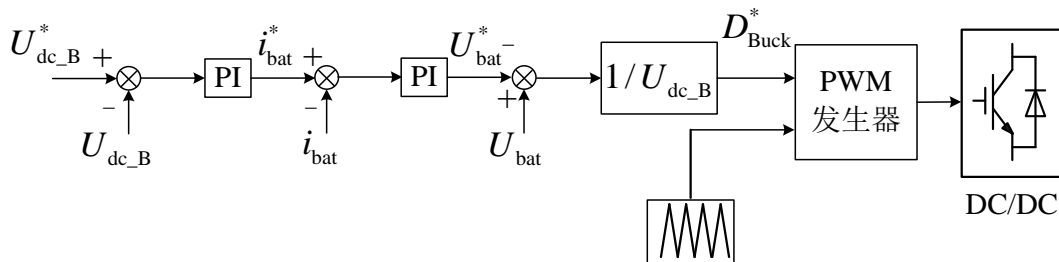 U*dc_B + −
Udc_B
PI
i*bat + −
ibat
PI
U*bat − +
Ubat
1/Udc_B
D*Buck
PWM
发生器
DC/DC